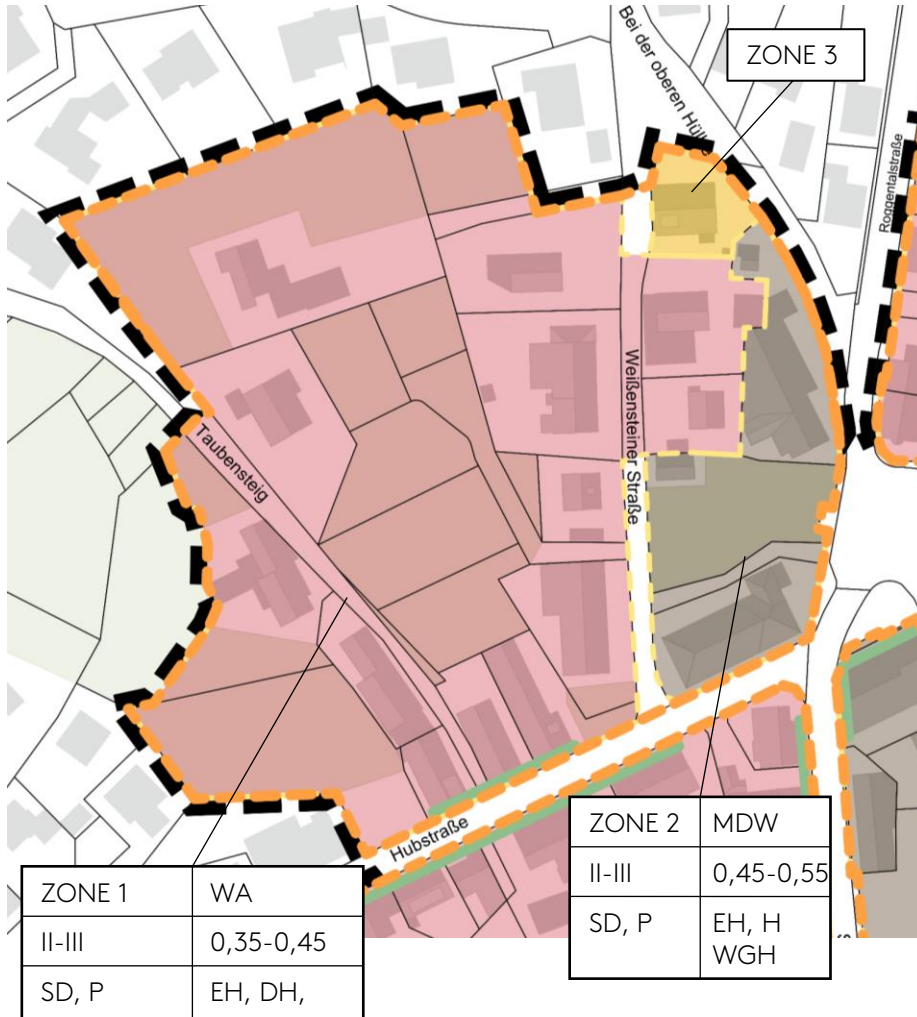 Bei der oberen Hülbe
ZONE 3
Roggentalstraße
Weißensteiner Straße
Taubensteig
Hubstraße
ZONE 2 MDW
II-III 0,45-0,55
SD, P EH, H
WGH
ZONE 1 WA
II-III 0,35-0,45
SD, P EH, DH,